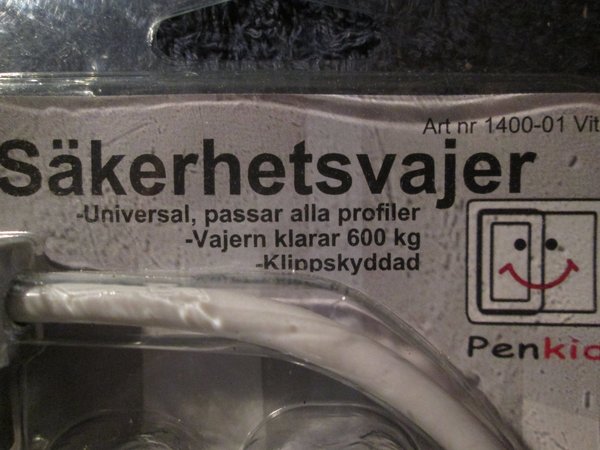 Art nr 1400-01 Vit
Säkerhetsvajer
-Universal, passar alla profiler
-Vajern klarar 600 kg
-Klippskyddad